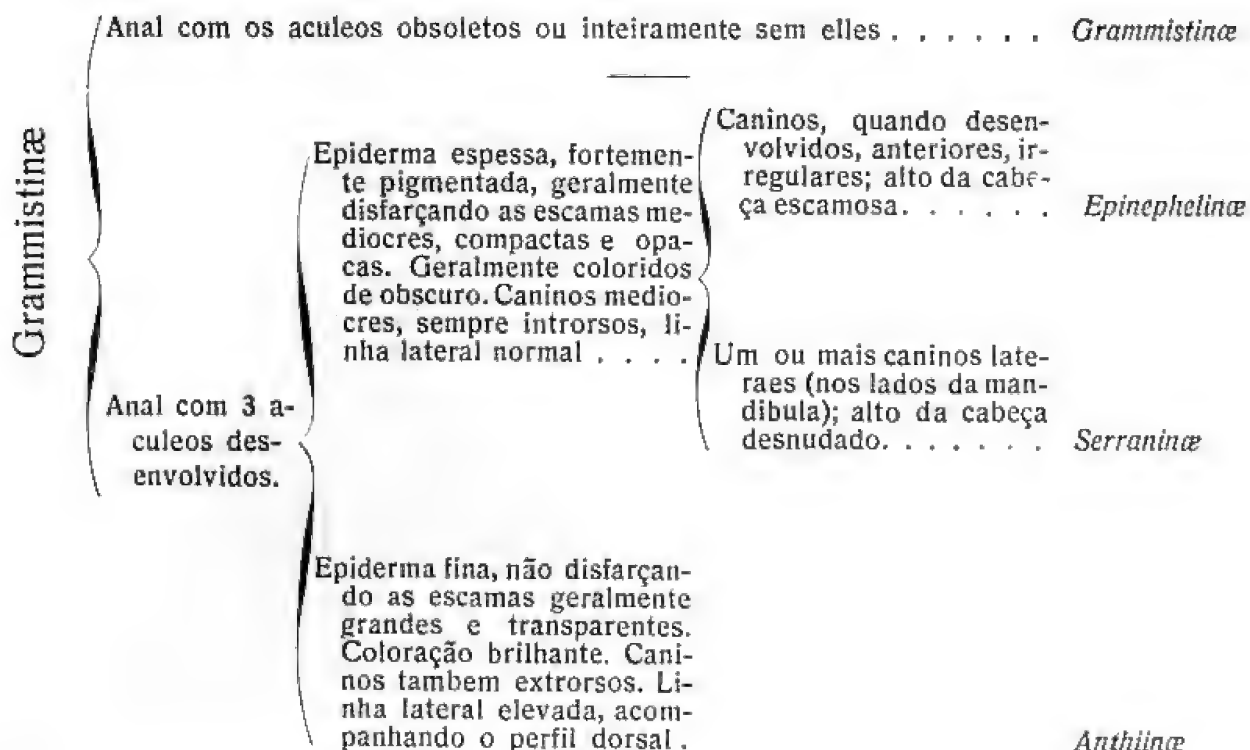 Anal com os aculeos obsoletos ou inteiramente sem elles . . . . . . Grammistinæ
Grammistinæ
Epiderma espessa, fortemen-
te pigmentada, geralmente
disfarçando as escamas me-
diocres, compactas e opa-
cas. Geralmente coloridos
de obscuro. Caninos medio-
cres, sempre introrsos, li-
nha lateral normal . . . .
Caninos, quando desen-
volvidos, anteriores, ir-
regulares; alto da cabe-
ça escamosa. . . . . . Epinephelinæ
Um ou mais caninos late-
raes (nos lados da man-
dibula); alto da cabeça
desnudado. . . . . . Serraninæ
Anal com 3 a-
culeos des-
envolvidos.
Epiderma fina, não disfarçan-
do as escamas geralmente
grandes e transparentes.
Coloração brilhante. Cani-
nos tambem extrorsos. Li-
nha lateral elevada, acom-
panhando o perfil dorsal . Anthiinæ